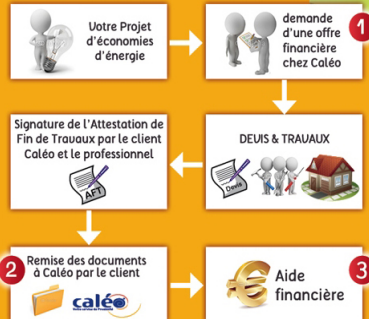 Votre Projet
d'économies
d'énergie
demande
d'une offre
financière
chez Caléo
1
Signature de l'Attestation de
Fin de Travaux par le client
Caléo et le professionnel
AFT
DEVIS & TRAVAUX
Devis
2
Remise des documents
à Caléo par le client
caléo
Aide
financière
3